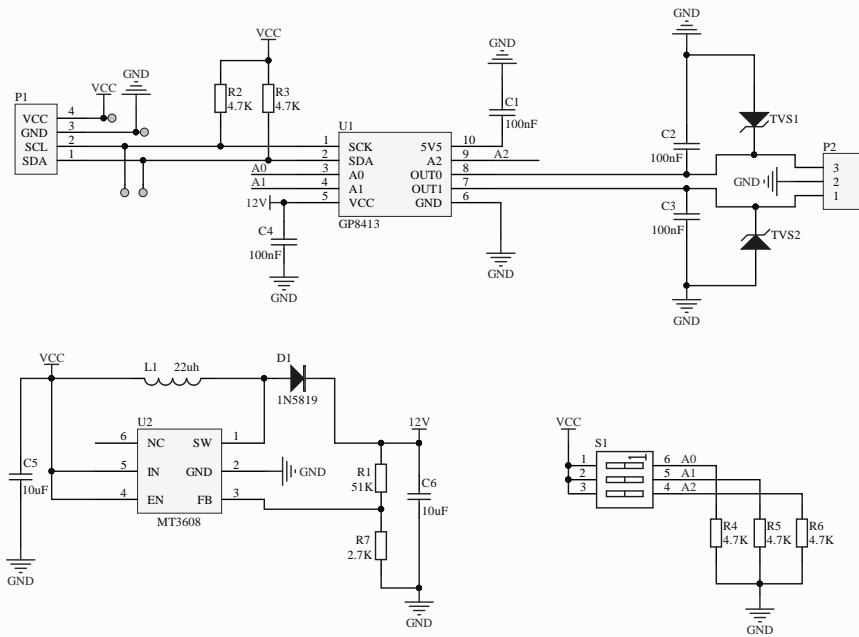 GND
GND
VCC
GND
VCC
P1
4
VCC
3
GND
2
SCL
1
SDA
R2
4.7K
R3
4.7K
C1
100nF
U1
1 SCK 5V5 10
2 SDA A2 9 A2
A0 3 A0 OUT0 8
A1 4 A1 OUT1 7
12V 5 VCC GND 6
GP8413
C4
100nF
GND
GND
C2
100nF
TVS1
P2
3
GND 2
1
C3
100nF
TVS2
GND
VCC
L1 22uh
D1
1N5819
U2
6 NC SW 1
5 IN GND 2 GND
4 EN FB 3
MT3608
C5
10uF
GND
12V
R1
51K
C6
10uF
R7
2.7K
GND
VCC
S1
1
1 6 A0
2 5 A1
3 4 A2
R4
4.7K
R5
4.7K
R6
4.7K
GND